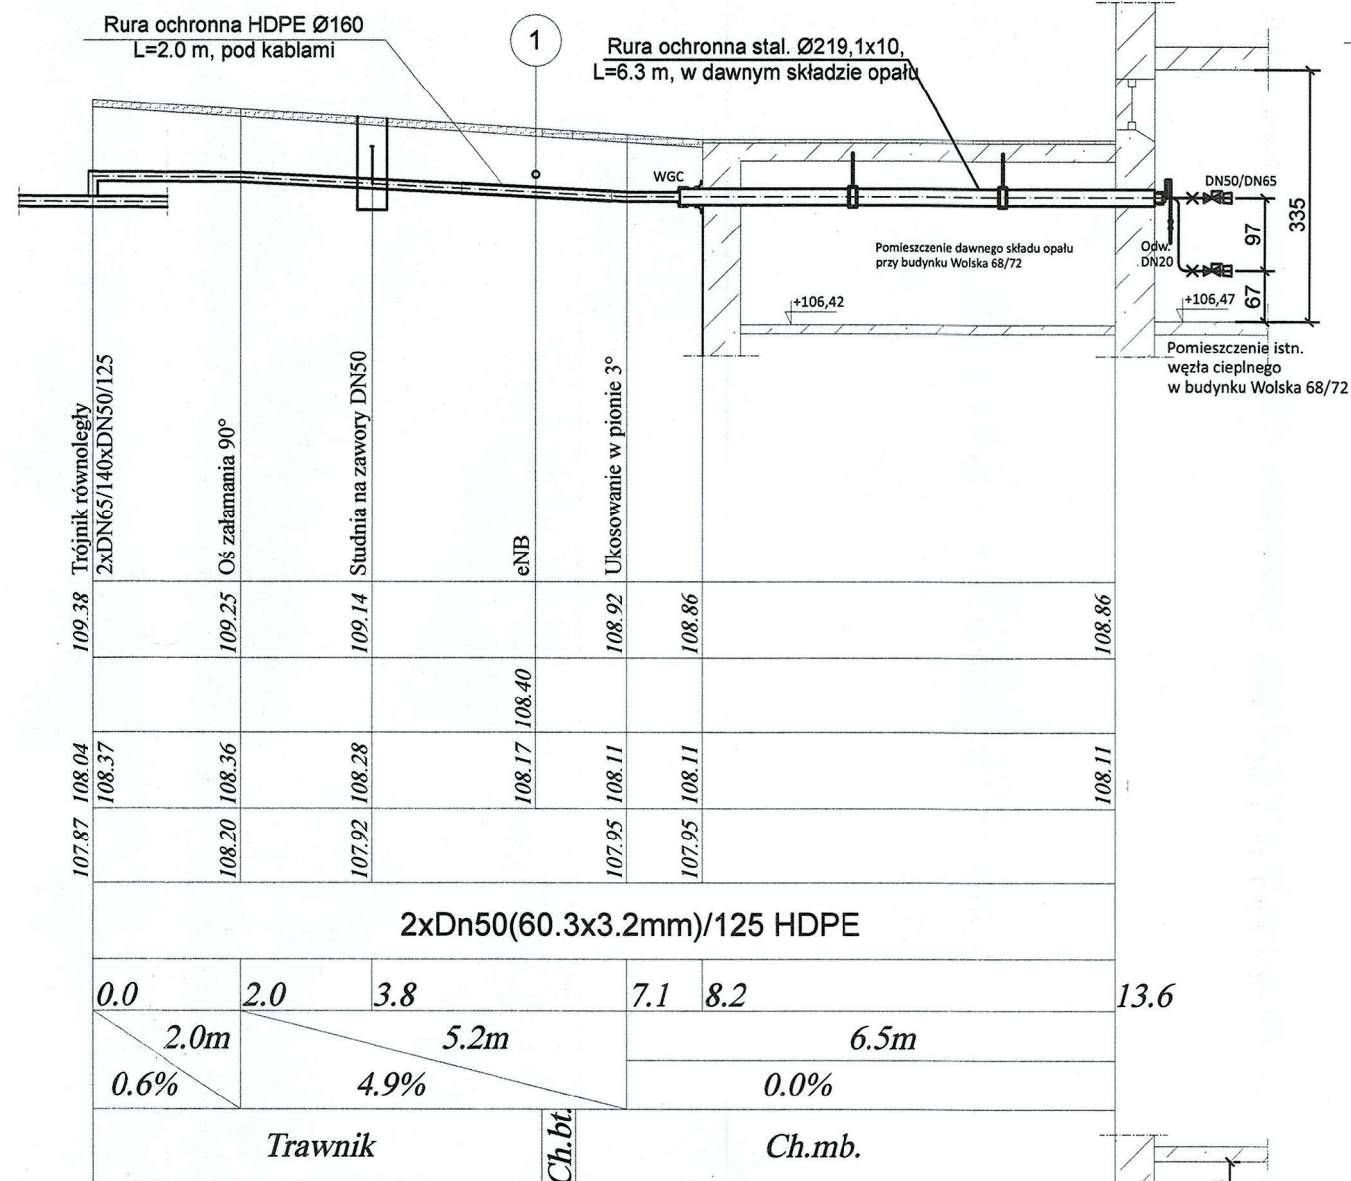 Rura ochronna HDPE Ø160
L=2.0 m, pod kablami
1
Rura ochronna stal. Ø219,1x10,
L=6.3 m, w dawnym składzie opału
WGC
DN50/DN65
335
97
67
Odw.
DN20
Pomieszczenie dawnego składu opału
przy budynku Wolska 68/72
+106,42
+106,47
Pomieszczenie istn.
węzła cieplnego
w budynku Wolska 68/72
Trójnik równoległy
2xDN65/140xDN50/125
Oś załamania 90°
Studnia na zawory DN50
eNB
Ukosowanie w pionie 3°
109.38 109.25 109.14 108.92 108.86 108.86
108.40
108.04 108.37 108.36 108.28 108.17 108.11 108.11 108.11
107.87 108.20 107.92 107.95 107.95
2xDn50(60.3x3.2mm)/125 HDPE
0.0 2.0 3.8 7.1 8.2 13.6
2.0m 5.2m 6.5m
0.6% 4.9% 0.0%
Trawnik Ch.bt. Ch.mb.